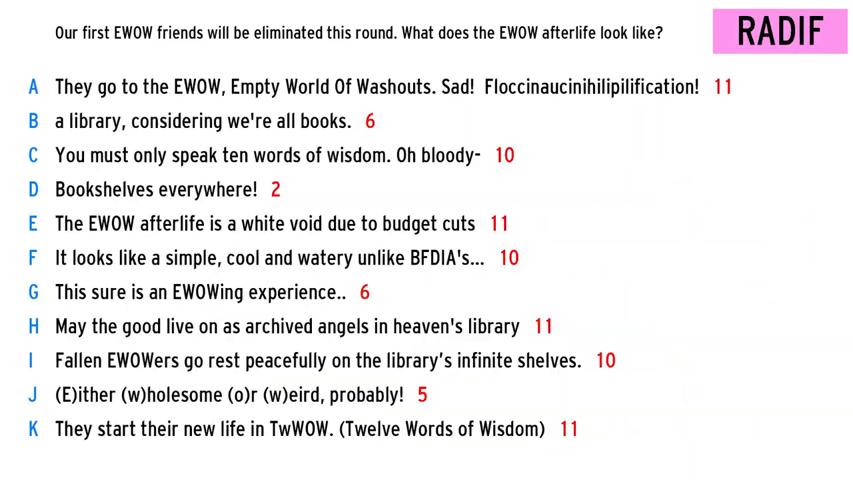 Our first EWOW friends will be eliminated this round. What does the EWOW afterlife look like?
RADIF
A They go to the EWOW, Empty World Of Washouts. Sad! Floccinaucinihilipilification! 11
B a library, considering we're all books. 6
C You must only speak ten words of wisdom. Oh bloody- 10
D Bookshelves everywhere! 2
E The EWOW afterlife is a white void due to budget cuts 11
F It looks like a simple, cool and watery unlike BFDIA's... 10
G This sure is an EWOWing experience.. 6
H May the good live on as archived angels in heaven's library 11
I Fallen EWOWers go rest peacefully on the library’s infinite shelves. 10
J (E)ither (w)holesome (o)r (w)eird, probably! 5
K They start their new life in TwWOW. (Twelve Words of Wisdom) 11